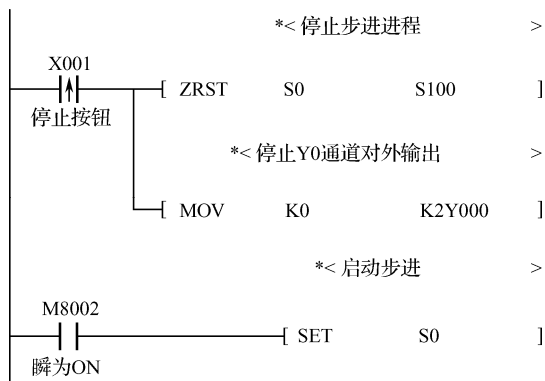 *< 停止步进进程 >
X001
[ ZRST S0 S100 ]
停止按钮
*< 停止Y0通道对外输出 >
[ MOV K0 K2Y000 ]
*< 启动步进 >
M8002
[ SET S0 ]
瞬为ON